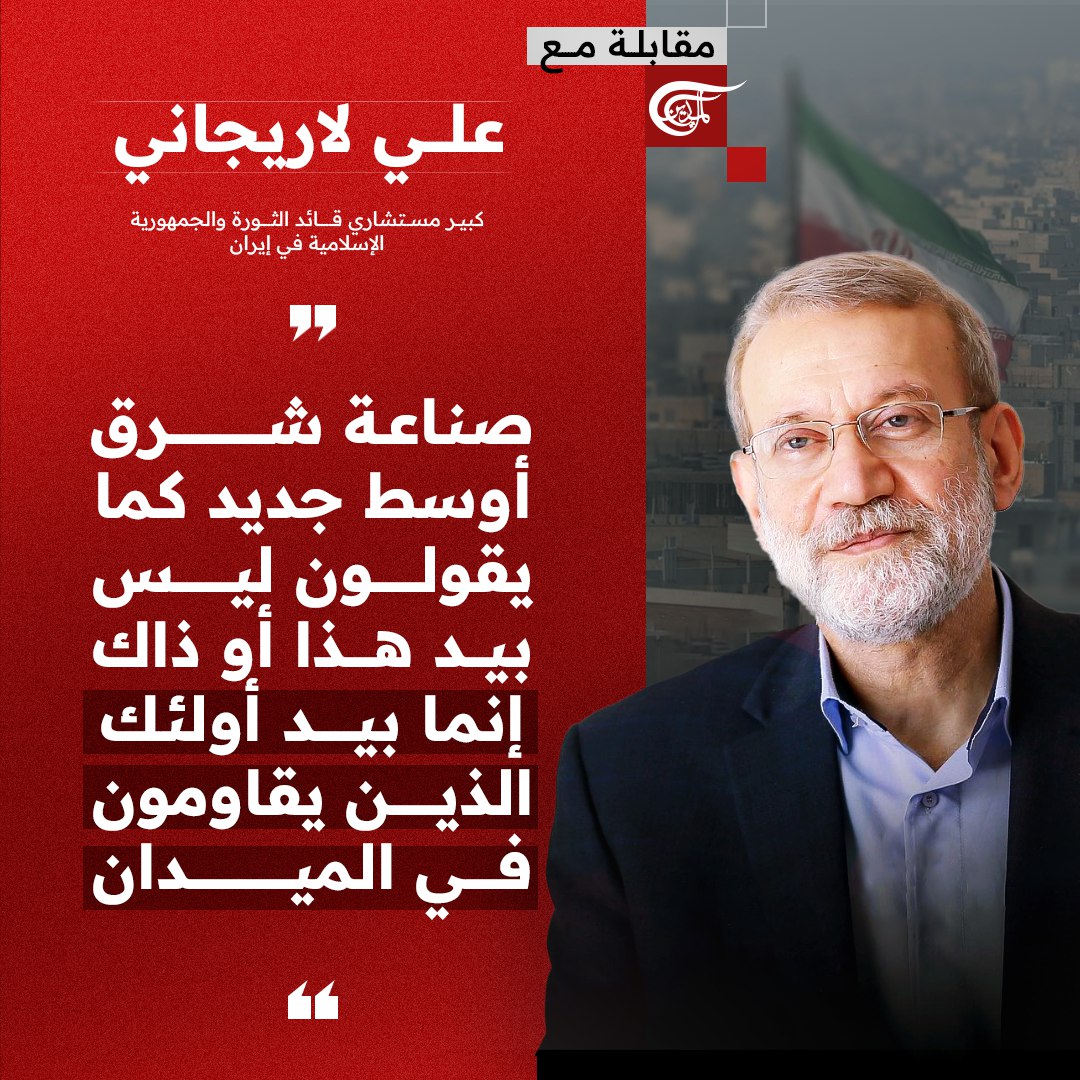 مقابلة مع
الميادين
علي لاريجاني
كبير مستشاري قائد الثورة والجمهورية
الإسلامية في إيران
”
صناعة شرق
أوسط جديد كما
يقولون ليس
بيد هذا أو ذاك
إنما بيد أولئك
الذين يقاومون
في الميدان
“